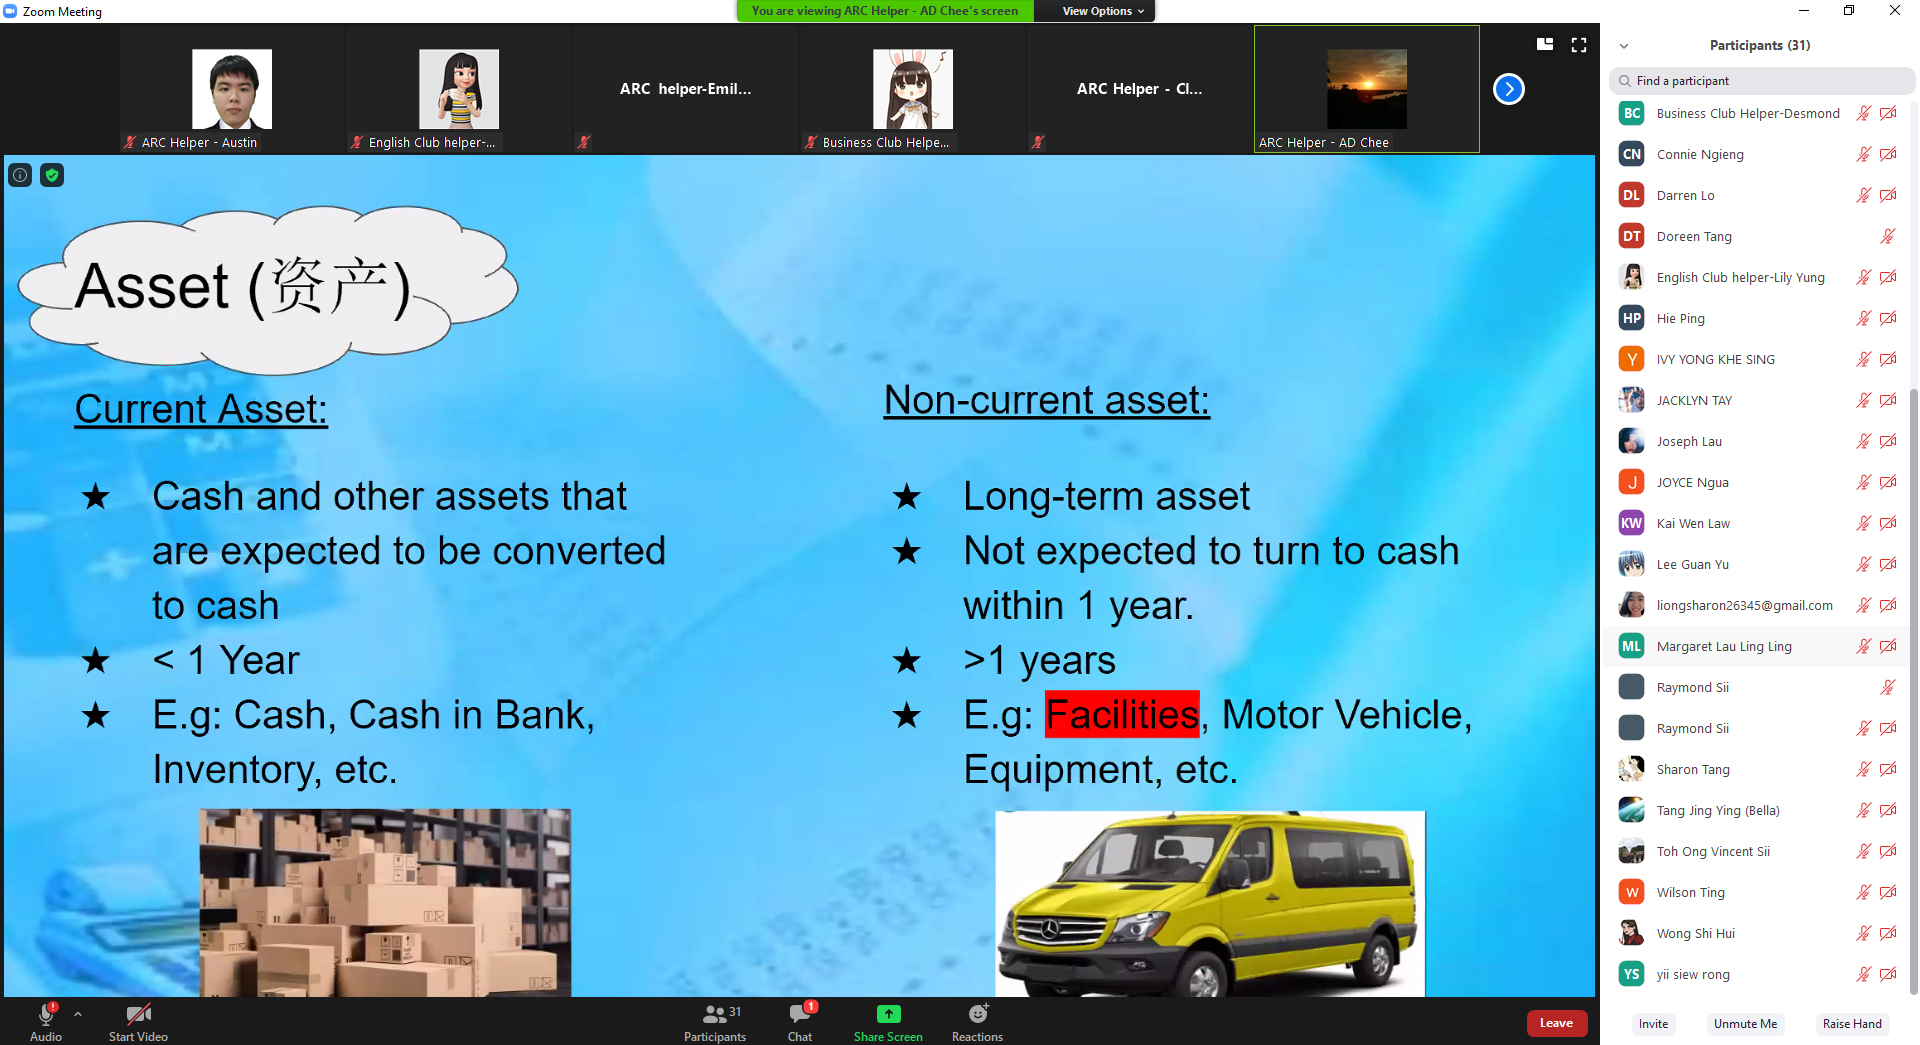 Zoom Meeting
You are viewing ARC Helper - AD Chee's screen
View Options
ARC Helper - Austin
English Club helper-...
ARC helper-Emil...
Business Club Helpe...
ARC Helper - Cl...
ARC Helper - AD Chee
Asset (资产)
Current Asset:
★ Cash and other assets that
are expected to be converted
to cash
★ < 1 Year
★ E.g: Cash, Cash in Bank,
Inventory, etc.
Non-current asset:
★ Long-term asset
★ Not expected to turn to cash
within 1 year.
★ >1 years
★ E.g: Facilities, Motor Vehicle,
Equipment, etc.
Participants (31)
Find a participant
BC Business Club Helper-Desmond
CN Connie Ngieng
DL Darren Lo
DT Doreen Tang
English Club helper-Lily Yung
HP Hie Ping
Y IVY YONG KHE SING
JACKLYN TAY
Joseph Lau
J JOYCE Ngua
KW Kai Wen Law
Lee Guan Yu
liongsharon26345@gmail.com
ML Margaret Lau Ling Ling
Raymond Sii
Raymond Sii
Sharon Tang
Tang Jing Ying (Bella)
Toh Ong Vincent Sii
W Wilson Ting
Wong Shi Hui
YS yii siew rong
Invite
Unmute Me
Raise Hand
Audio
Start Video
31
Participants
1
Chat
Share Screen
Reactions
Leave